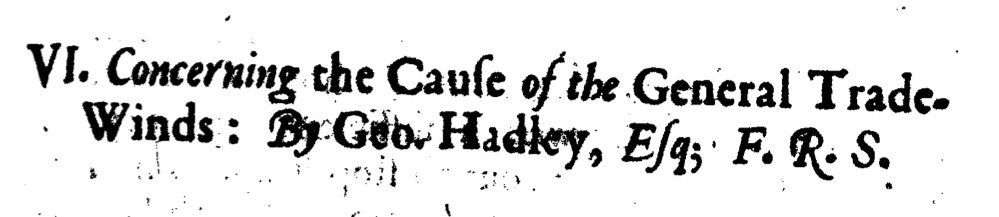 VI. Concerning the Cauſe of the General Trade-
Winds: By Geo. Hadley, Eſq; F. R. S.